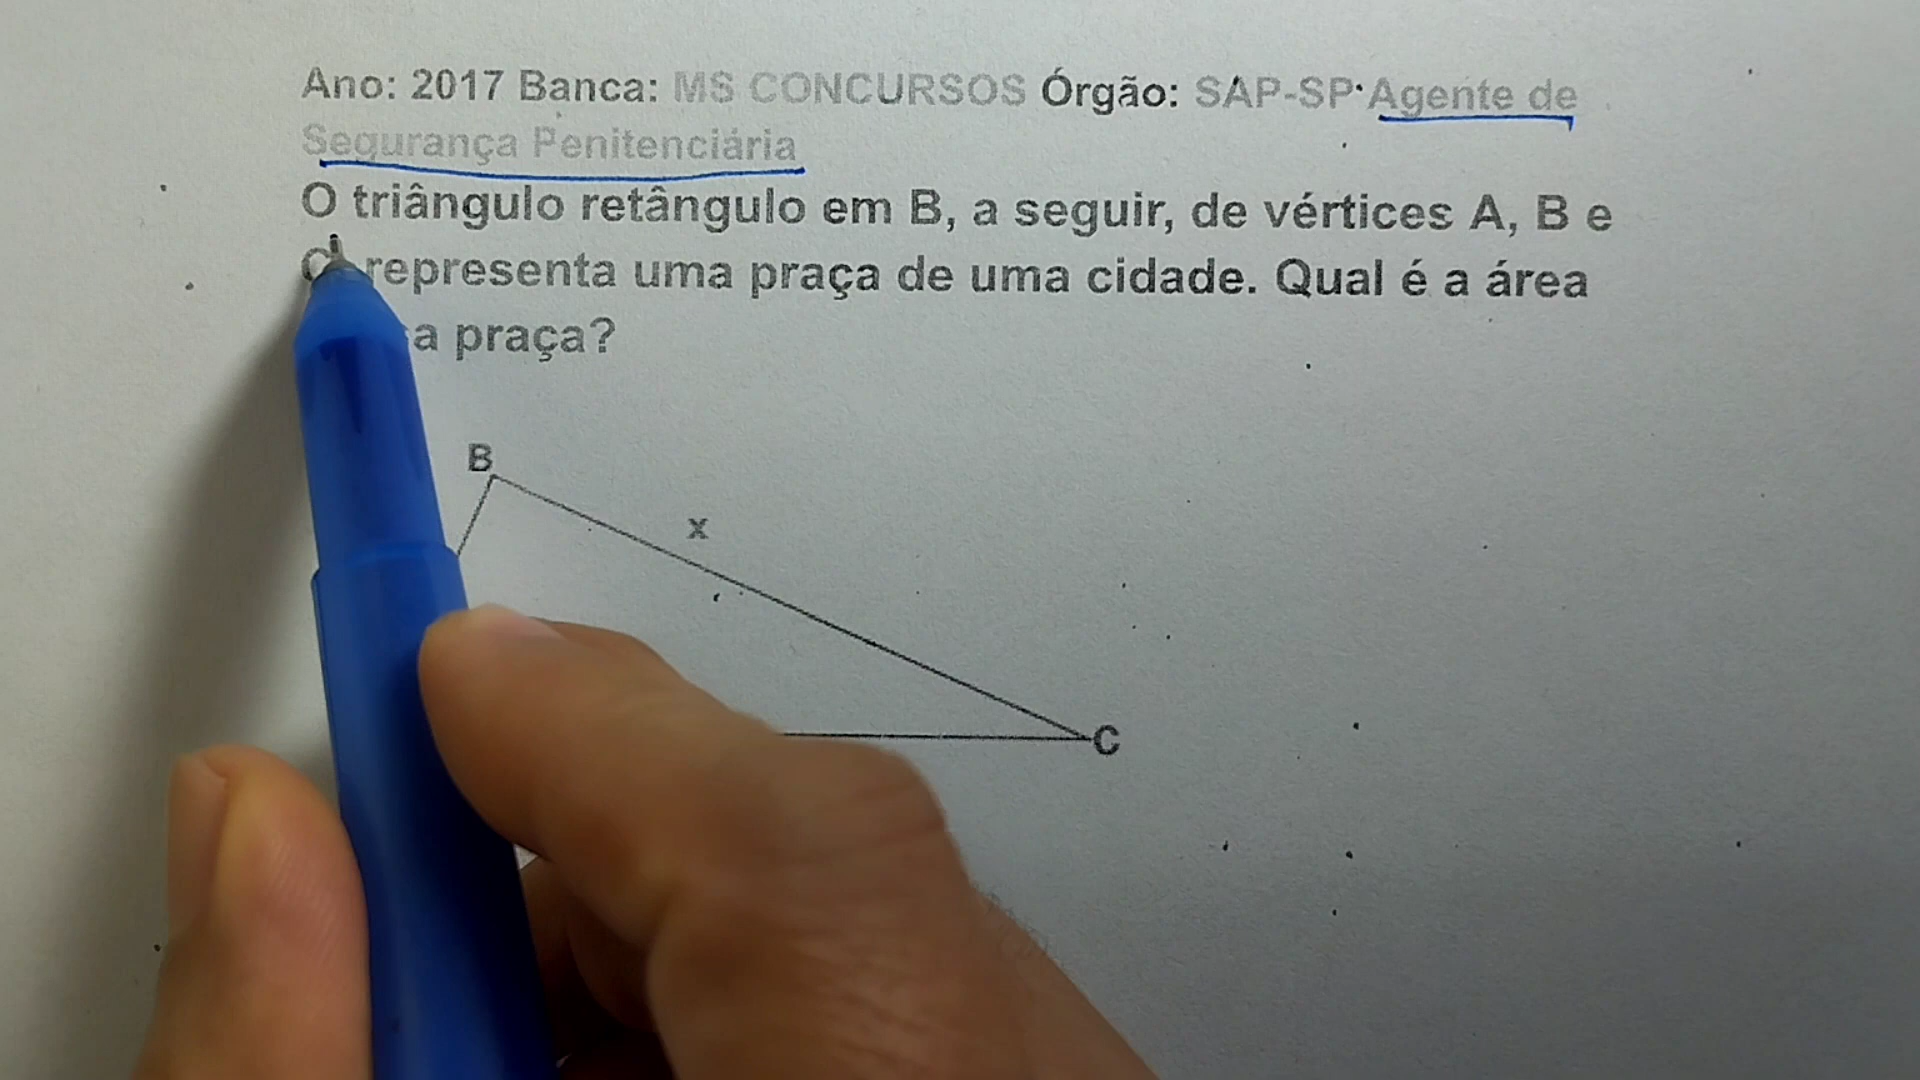 Ano: 2017 Banca: MS CONCURSOS Órgão: SAP-SP Agente de
Segurança Penitenciária
O triângulo retângulo em B, a seguir, de vértices A, B e
representa uma praça de uma cidade. Qual é a área
praça?
B
x
C